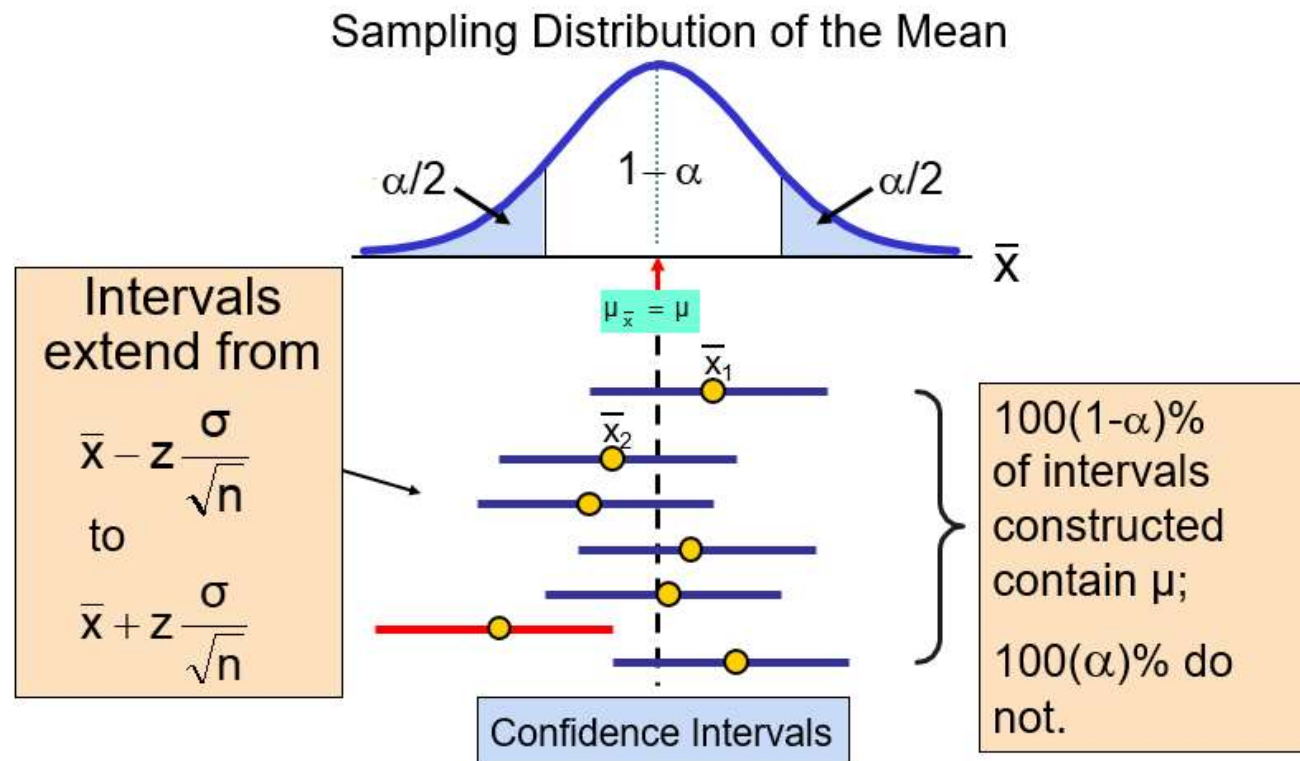 Sampling Distribution of the Mean
α/2
1 – α
α/2
x̄
μx̄ = μ
Intervals
extend from
x̄ − z σ/√n
to
x̄ + z σ/√n
x̄1
x̄2
100(1-α)%
of intervals
constructed
contain μ;
100(α)% do
not.
Confidence Intervals